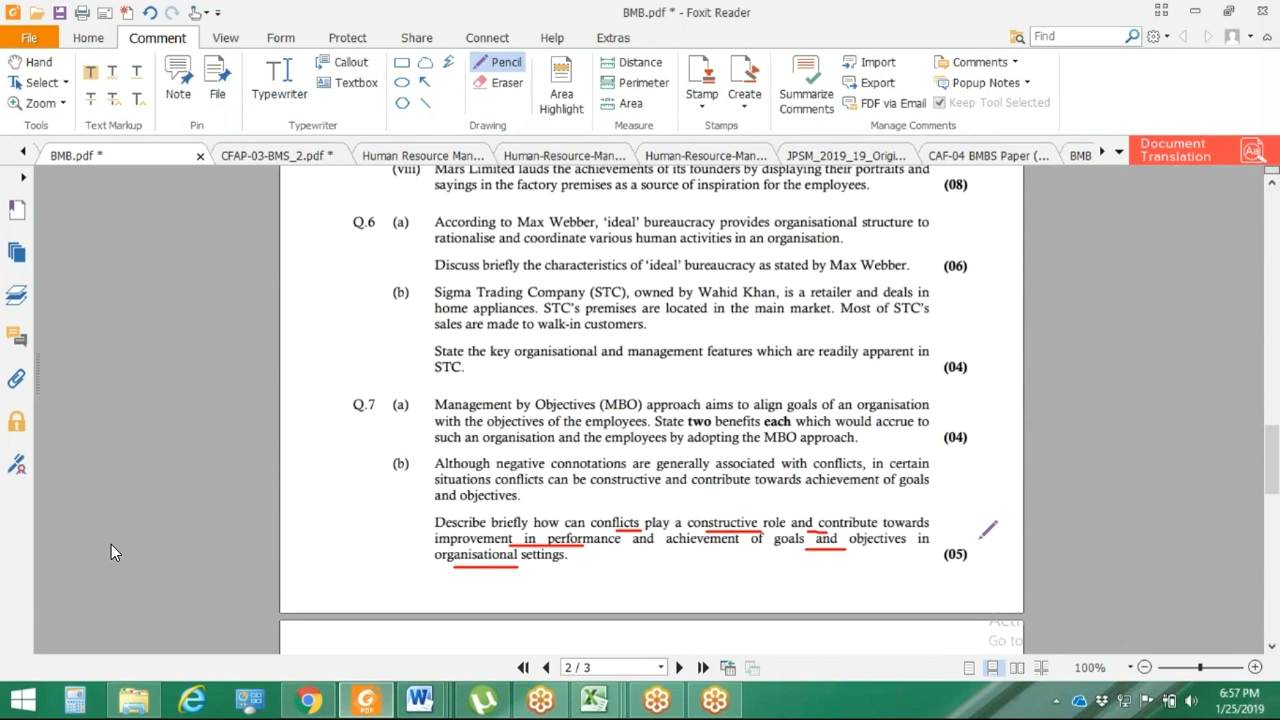 BMB.pdf * - Foxit Reader
File Home Comment View Form Protect Share Connect Help Extras
Find
Hand
Select
Zoom
Tools
Text Markup
Note
File
Pin
Typewriter
Callout
Textbox
Typewriter
Pencil
Eraser
Area Highlight
Drawing
Distance
Perimeter
Area
Measure
Stamp
Create
Stamps
Summarize Comments
Import
Export
FDF via Email
Comments
Popup Notes
Keep Tool Selected
Manage Comments
BMB.pdf *
CFAP-03-BMS_2.pdf *
Human Resource Man...
Human-Resource-Man...
Human-Resource-Man...
JPSM_2019_19_Origi...
CAF-04 BMBS Paper (...
BMB
Document Translation
(viii) Mars Limited lauds the achievements of its founders by displaying their portraits and
sayings in the factory premises as a source of inspiration for the employees. (08)
Q.6 (a) According to Max Webber, ‘ideal’ bureaucracy provides organisational structure to
rationalise and coordinate various human activities in an organisation.
Discuss briefly the characteristics of ‘ideal’ bureaucracy as stated by Max Webber. (06)
(b) Sigma Trading Company (STC), owned by Wahid Khan, is a retailer and deals in
home appliances. STC’s premises are located in the main market. Most of STC’s
sales are made to walk-in customers.
State the key organisational and management features which are readily apparent in
STC. (04)
Q.7 (a) Management by Objectives (MBO) approach aims to align goals of an organisation
with the objectives of the employees. State two benefits each which would accrue to
such an organisation and the employees by adopting the MBO approach. (04)
(b) Although negative connotations are generally associated with conflicts, in certain
situations conflicts can be constructive and contribute towards achievement of goals
and objectives.
Describe briefly how can conflicts play a constructive role and contribute towards
improvement in performance and achievement of goals and objectives in
organisational settings. (05)
Go to
2 / 3
100%
6:57 PM
1/25/2019